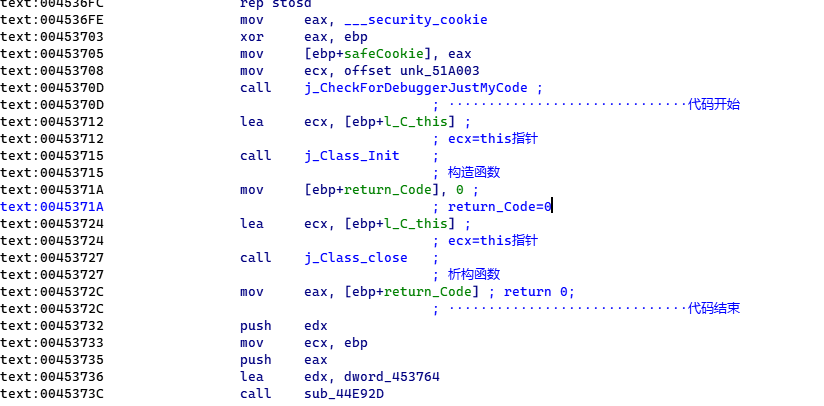 text:004536FC rep stosd
text:004536FE mov eax, ___security_cookie
text:00453703 xor eax, ebp
text:00453705 mov [ebp+safeCookie], eax
text:00453708 mov ecx, offset unk_51A003
text:0045370D call j_CheckForDebuggerJustMyCode ;
text:0045370D ; ······························代码开始
text:00453712 lea ecx, [ebp+l_C_this] ;
text:00453712 ; ecx=this指针
text:00453715 call j_Class_Init ;
text:00453715 ; 构造函数
text:0045371A mov [ebp+return_Code], 0 ;
text:0045371A ; return_Code=0
text:00453724 lea ecx, [ebp+l_C_this] ;
text:00453724 ; ecx=this指针
text:00453727 call j_Class_close ;
text:00453727 ; 析构函数
text:0045372C mov eax, [ebp+return_Code] ; return 0;
text:0045372C ; ······························代码结束
text:00453732 push edx
text:00453733 mov ecx, ebp
text:00453735 push eax
text:00453736 lea edx, dword_453764
text:0045373C call sub_44E92D